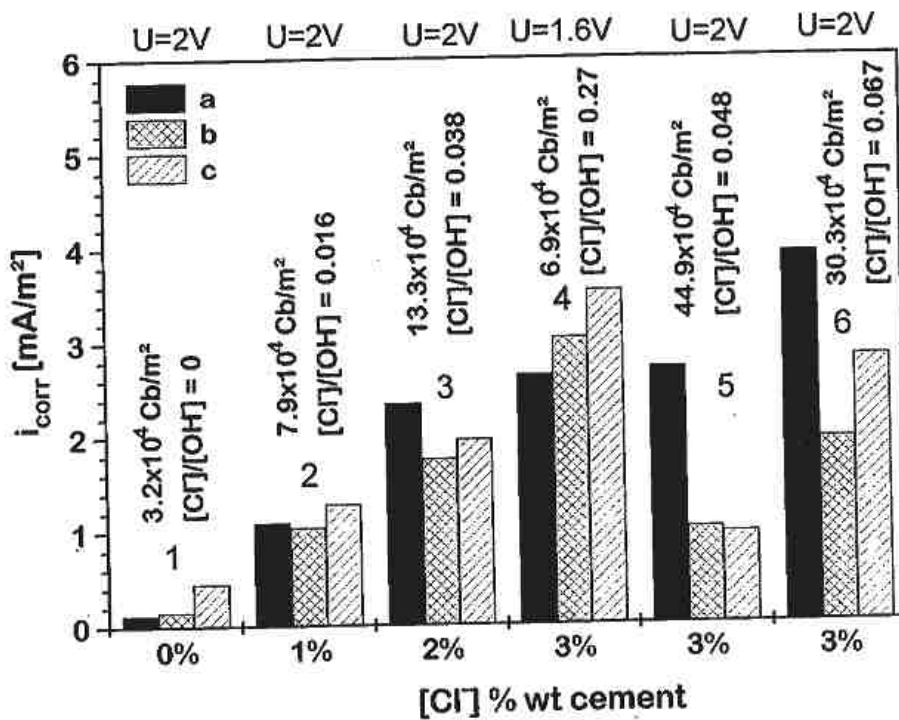 U=2V U=2V U=2V U=1.6V U=2V U=2V
i_corr [mA/m²]
6
5
4
3
2
1
0
a
b
c
3.2x10⁴ Cb/m²
[Cl⁻]/[OH⁻] = 0
1
7.9x10⁴ Cb/m²
[Cl⁻]/[OH⁻] = 0.016
2
13.3x10⁴ Cb/m²
[Cl⁻]/[OH⁻] = 0.038
3
6.9x10⁴ Cb/m²
[Cl⁻]/[OH⁻] = 0.27
4
44.9x10⁴ Cb/m²
[Cl⁻]/[OH⁻] = 0.048
5
30.3x10⁴ Cb/m²
[Cl⁻]/[OH⁻] = 0.067
6
0% 1% 2% 3% 3% 3%
[Cl⁻] % wt cement